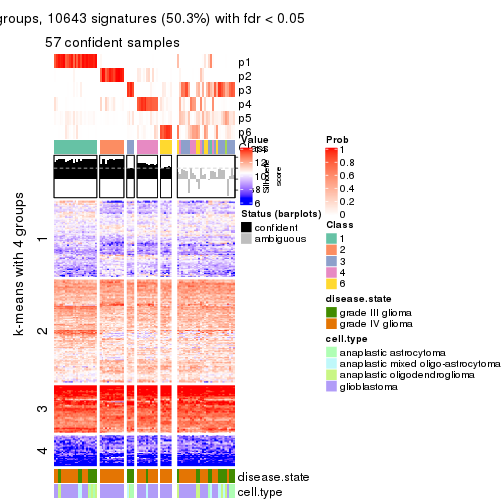 groups, 10643 signatures (50.3%) with fdr < 0.05
57 confident samples
p1
p2
p3
p4
p5
p6
Class
k-means with 4 groups
1
2
3
4
disease.state
cell.type
Value
12
10
8
6
Silhouette
score
Status (barplots)
confident
ambiguous
Prob
1
0.8
0.6
0.4
0.2
0
Class
1
2
3
4
6
disease.state
grade III glioma
grade IV glioma
cell.type
anaplastic astrocytoma
anaplastic mixed oligo-astrocytoma
anaplastic oligodendroglioma
glioblastoma